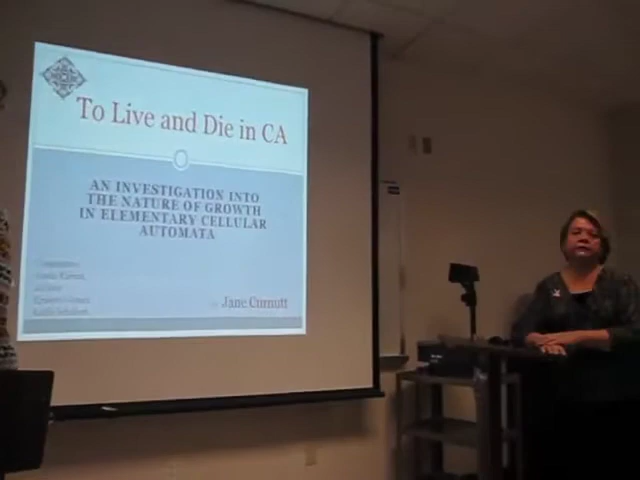 To Live and Die in CA
AN INVESTIGATION INTO
THE NATURE OF GROWTH
IN ELEMENTARY CELLULAR
AUTOMATA
Jane Curnutt